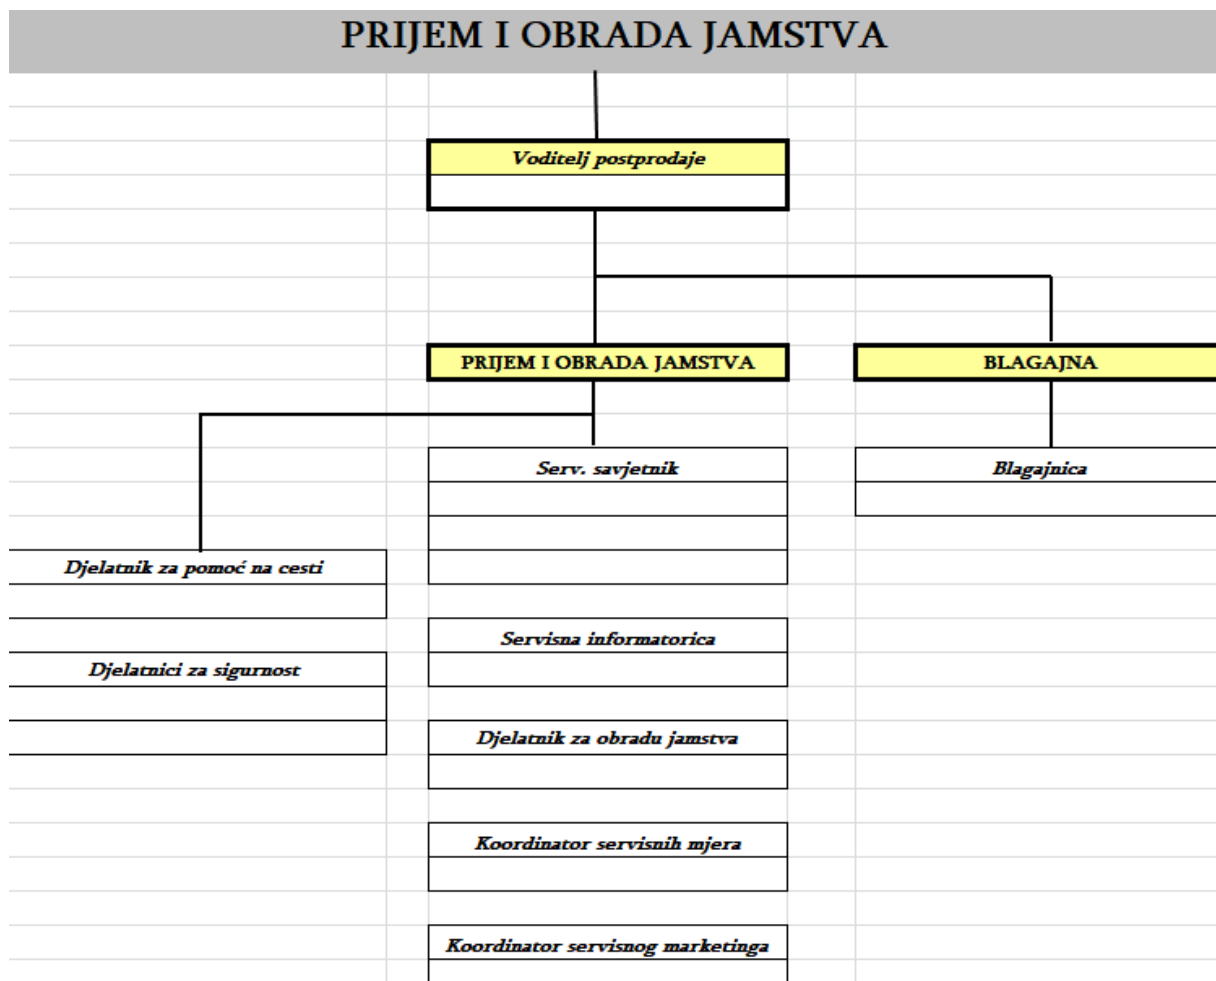 PRIJEM I OBRADA JAMSTVA
Voditelj postprodaje
PRIJEM I OBRADA JAMSTVA
BLAGAJNA
Serv. savjetnik
Blagajnica
Djelatnik za pomoć na cesti
Servisna informatorica
Djelatnici za sigurnost
Djelatnik za obradu jamstva
Koordinator servisnih mjera
Koordinator servisnog marketinga